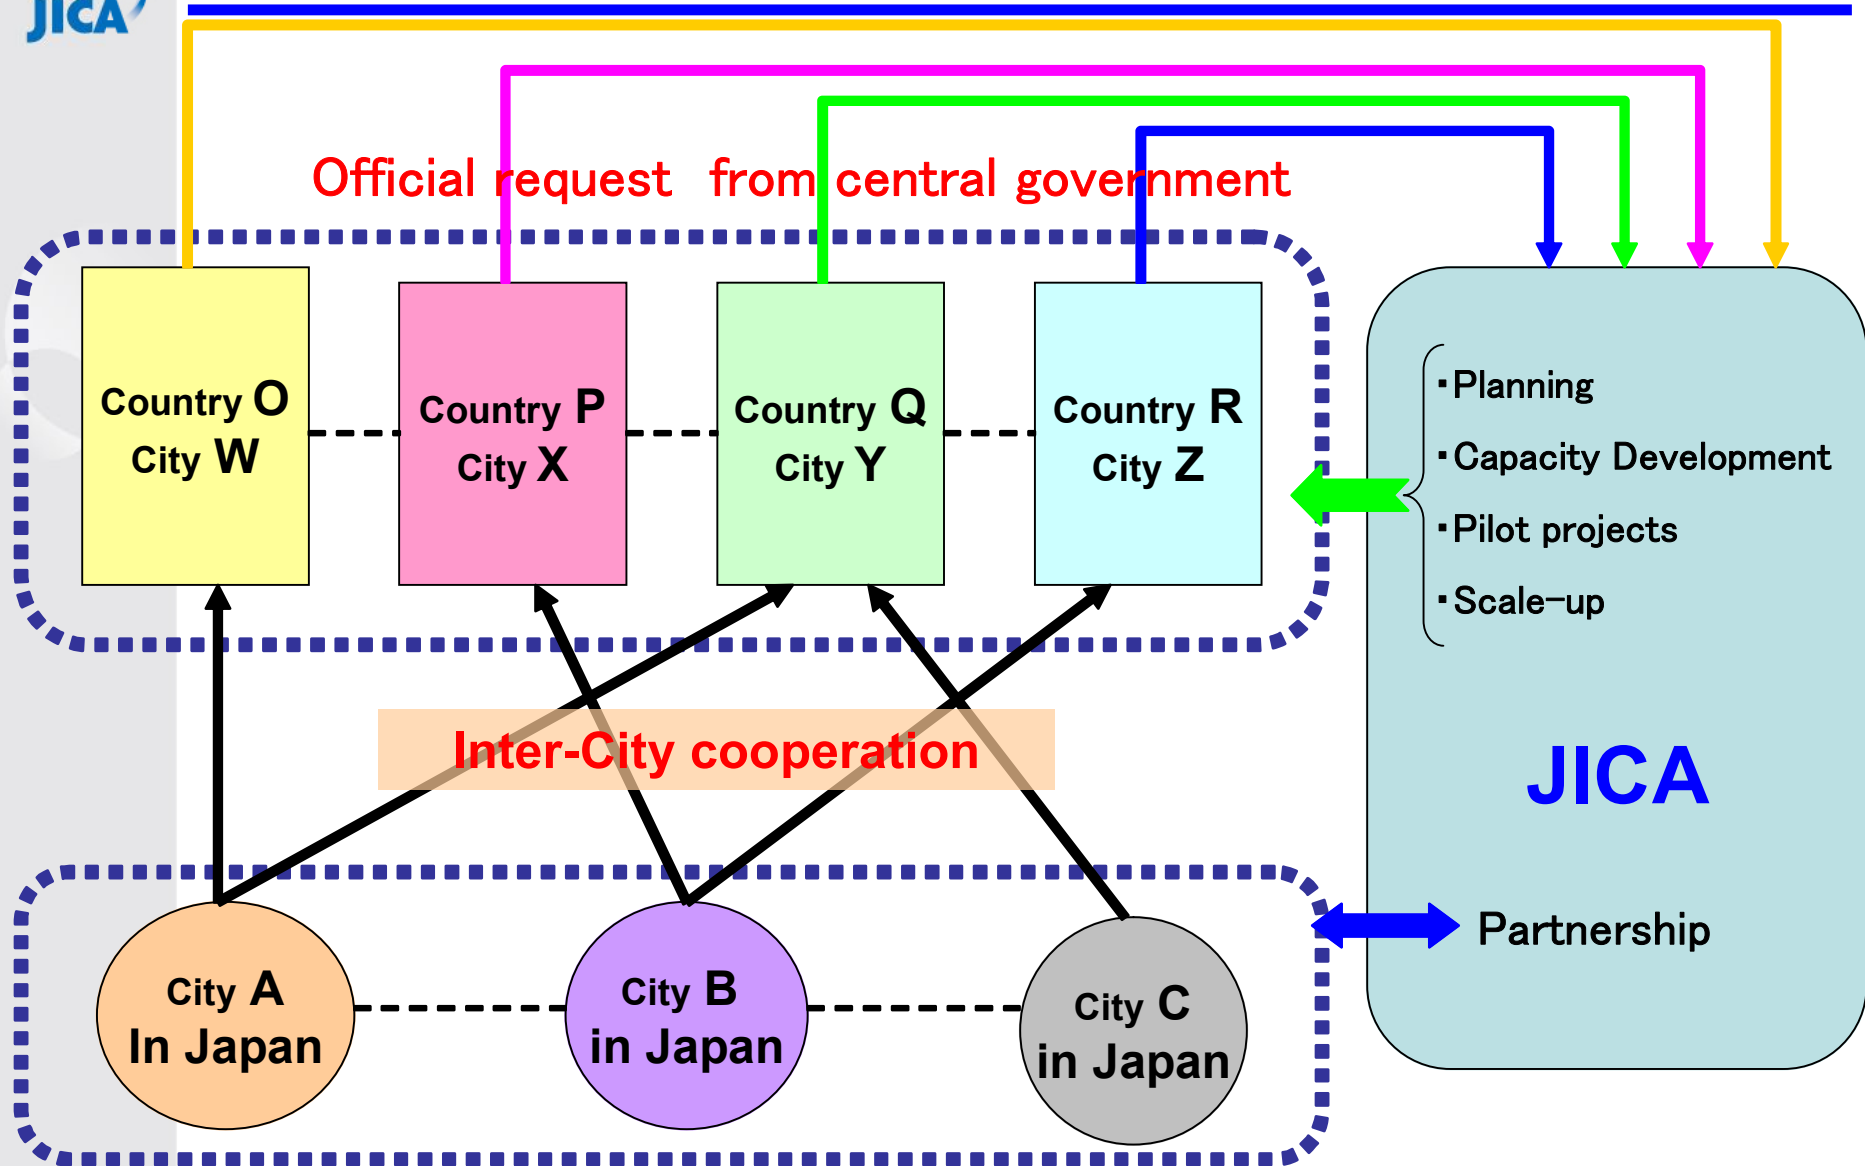 JICA
Official request from central government
Country O
City W
Country P
City X
Country Q
City Y
Country R
City Z
・Planning
・Capacity Development
・Pilot projects
・Scale-up
Inter-City cooperation
JICA
Partnership
City A
In Japan
City B
in Japan
City C
in Japan